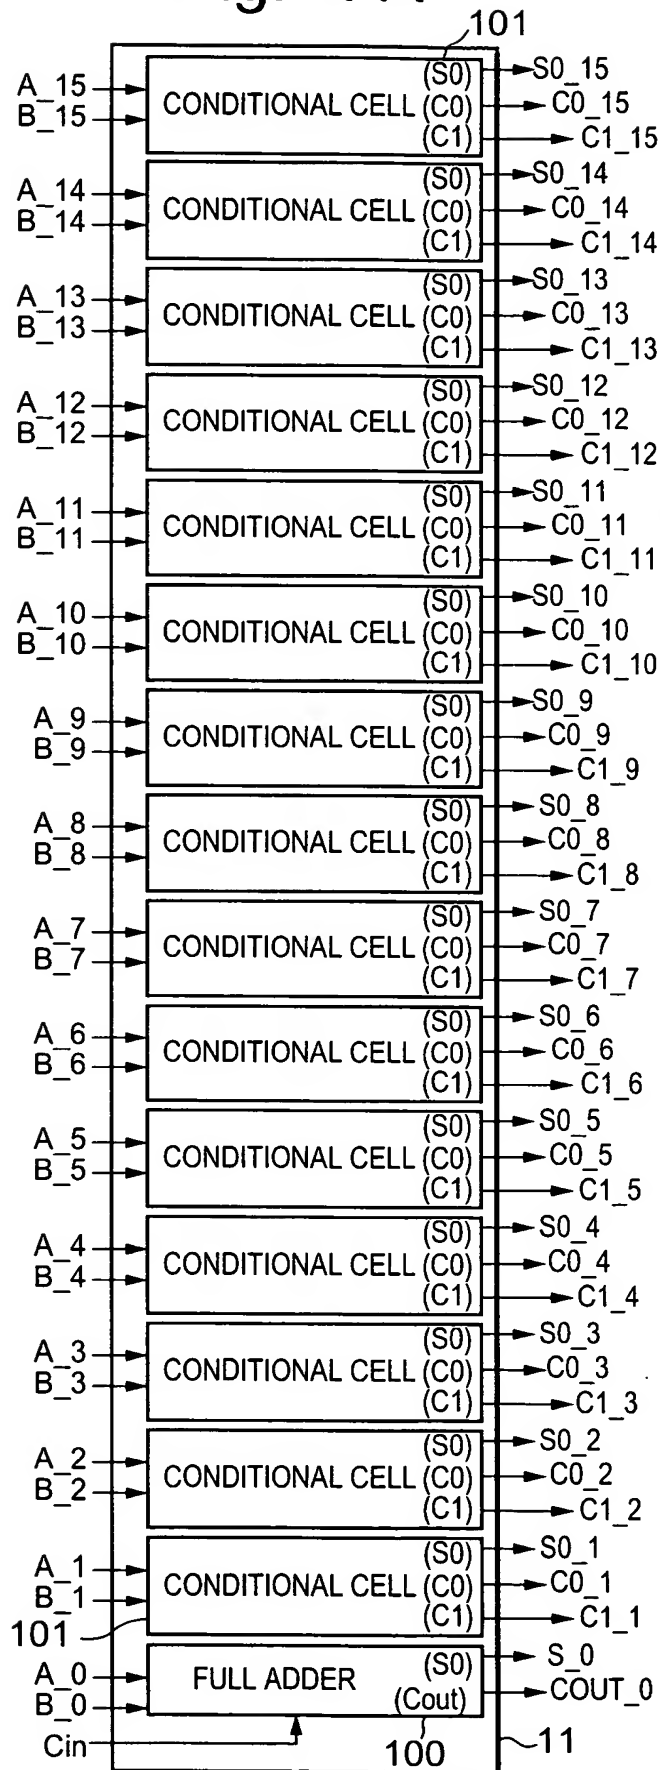 101
A_15 CONDITIONAL CELL (S0) S0_15
B_15 (C0) C0_15
(C1) C1_15
A_14 CONDITIONAL CELL (S0) S0_14
B_14 (C0) C0_14
(C1) C1_14
A_13 CONDITIONAL CELL (S0) S0_13
B_13 (C0) C0_13
(C1) C1_13
A_12 CONDITIONAL CELL (S0) S0_12
B_12 (C0) C0_12
(C1) C1_12
A_11 CONDITIONAL CELL (S0) S0_11
B_11 (C0) C0_11
(C1) C1_11
A_10 CONDITIONAL CELL (S0) S0_10
B_10 (C0) C0_10
(C1) C1_10
A_9 CONDITIONAL CELL (S0) S0_9
B_9 (C0) C0_9
(C1) C1_9
A_8 CONDITIONAL CELL (S0) S0_8
B_8 (C0) C0_8
(C1) C1_8
A_7 CONDITIONAL CELL (S0) S0_7
B_7 (C0) C0_7
(C1) C1_7
A_6 CONDITIONAL CELL (S0) S0_6
B_6 (C0) C0_6
(C1) C1_6
A_5 CONDITIONAL CELL (S0) S0_5
B_5 (C0) C0_5
(C1) C1_5
A_4 CONDITIONAL CELL (S0) S0_4
B_4 (C0) C0_4
(C1) C1_4
A_3 CONDITIONAL CELL (S0) S0_3
B_3 (C0) C0_3
(C1) C1_3
A_2 CONDITIONAL CELL (S0) S0_2
B_2 (C0) C0_2
(C1) C1_2
A_1 CONDITIONAL CELL (S0) S0_1
B_1 (C0) C0_1
101 (C1) C1_1
A_0 FULL ADDER (S0) S_0
B_0 (Cout) COUT_0
Cin 100 11